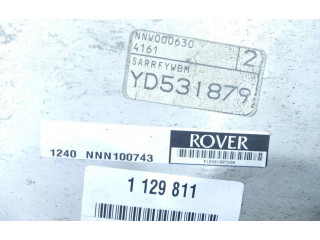 NNW000630
4161
2
SARRFYWBM
YD531879
ROVER
1240 NNN100743
1 129 811